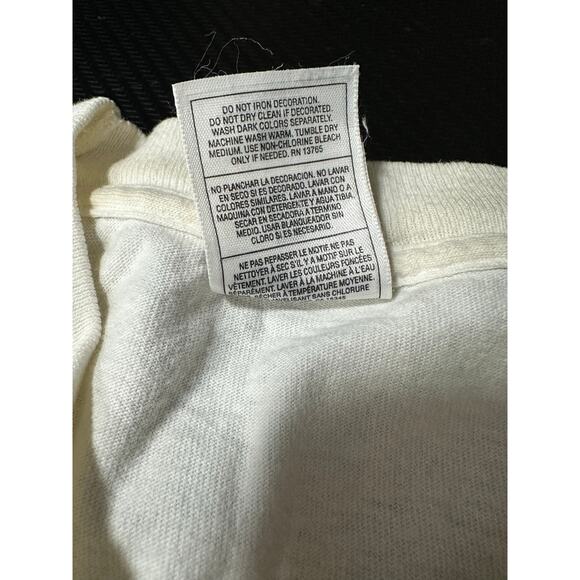 DO NOT IRON DECORATION.
DO NOT DRY CLEAN IF DECORATED.
WASH DARK COLORS SEPARATELY.
MACHINE WASH WARM. TUMBLE DRY
MEDIUM. USE NON-CHLORINE BLEACH
ONLY IF NEEDED. RN 13765
NO PLANCHAR LA DECORACION. NO LAVAR
EN SECO SI ES DECORADO. LAVAR CON
COLORES SIMILARES. LAVAR A MANO O A
MAQUINA CON DETERGENTE Y AGUA TIBIA.
SECAR EN SECADORA A TERMINO
MEDIO. USAR BLANQUEADOR SIN
CLORO SI ES NECESARIO.
NE PAS REPASSER LE MOTIF. NE PAS
NETTOYER À SEC S'IL Y A MOTIF SUR LE
VÊTEMENT. LAVER LES COULEURS FONCÉES
SÉPARÉMENT. LAVER À LA MACHINE À L'EAU
SÉCHER À TEMPÉRATURE MOYENNE.
SANS CHLORURE